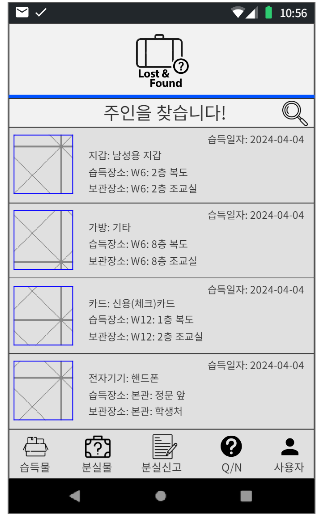 10:56
Lost &
Found
?
주인을 찾습니다!
습득일자: 2024-04-04
지갑: 남성용 지갑
습득장소: W6: 2층 복도
보관장소: W6: 2층 조교실
습득일자: 2024-04-04
가방: 기타
습득장소: W6: 8층 복도
보관장소: W6: 8층 조교실
습득일자: 2024-04-04
카드: 신용(체크)카드
습득장소: W12: 1층 복도
보관장소: W12: 2층 조교실
습득일자: 2024-04-04
전자기기: 핸드폰
습득장소: 본관: 정문 앞
보관장소: 본관: 학생처
?
?
습득물 분실물 분실신고 Q/N 사용자